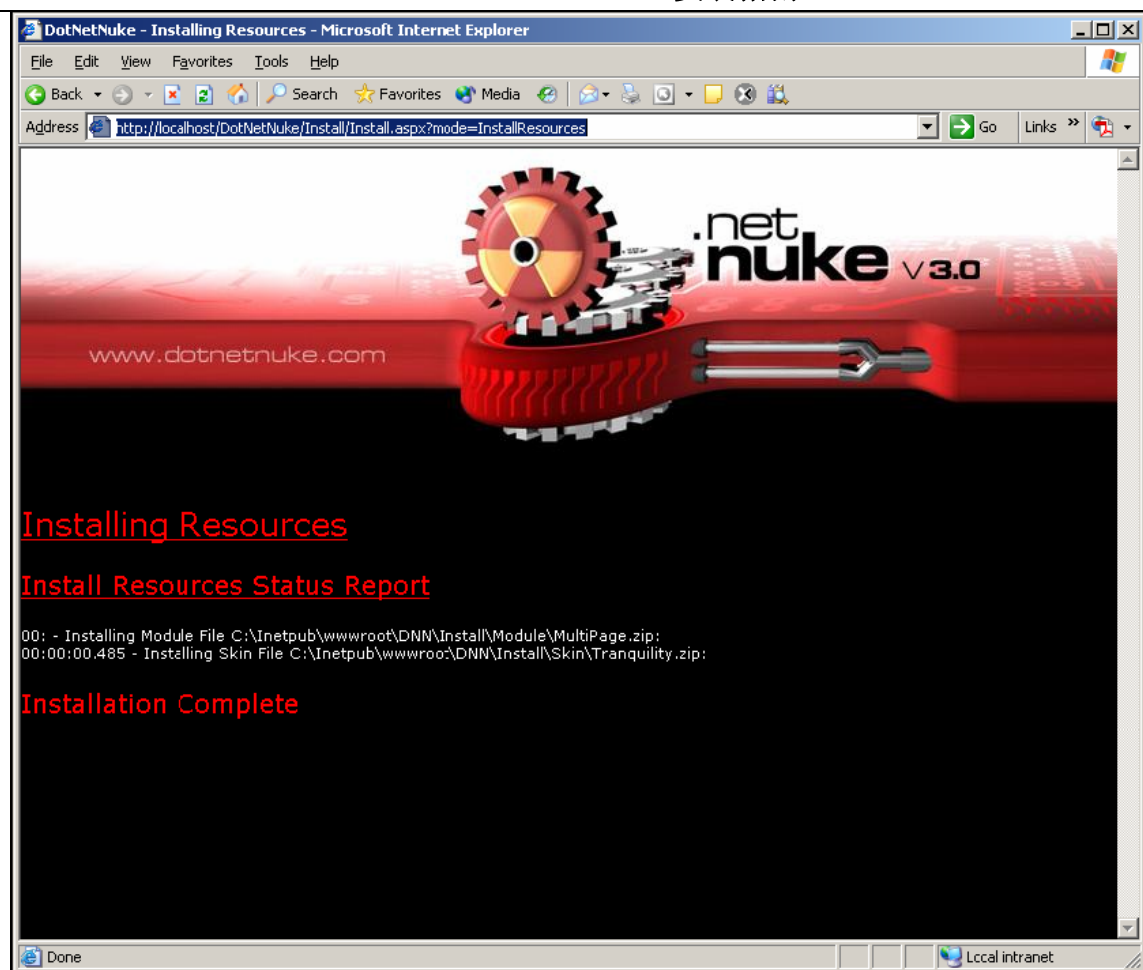 DotNetNuke - Installing Resources - Microsoft Internet Explorer
File Edit View Favorites Tools Help
Back Search Favorites Media
Address http://localhost/DotNetNuke/Install/Install.aspx?mode=InstallResources Go Links »
.net
nuke v 3.0
www.dotnetnuke.com
Installing Resources
Install Resources Status Report
00: - Installing Module File C:\Inetpub\wwwroot\DNN\Install\Module\MultiPage.zip:
00:00:00.485 - Installing Skin File C:\Inetpub\wwwroot\DNN\Install\Skin\Tranquility.zip:
Installation Complete
Done Local intranet